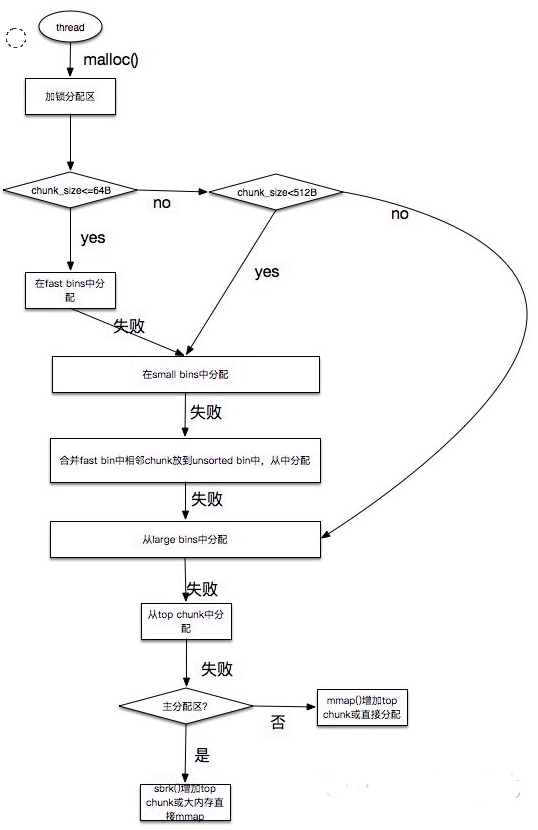 thread
malloc()
加锁分配区
chunk_size<=64B
no
chunk_size<512B
no
yes
yes
在fast bins中分
配
失败
在small bins中分配
失败
合并fast bin中相邻chunk放到unsorted bin中，从中分配
失败
从large bins中分配
失败
从top chunk中分
配
失败
主分配区?
否
mmap()增加top
chunk或直接分配
是
sbrk()增加top
chunk或大内存直
接mmap